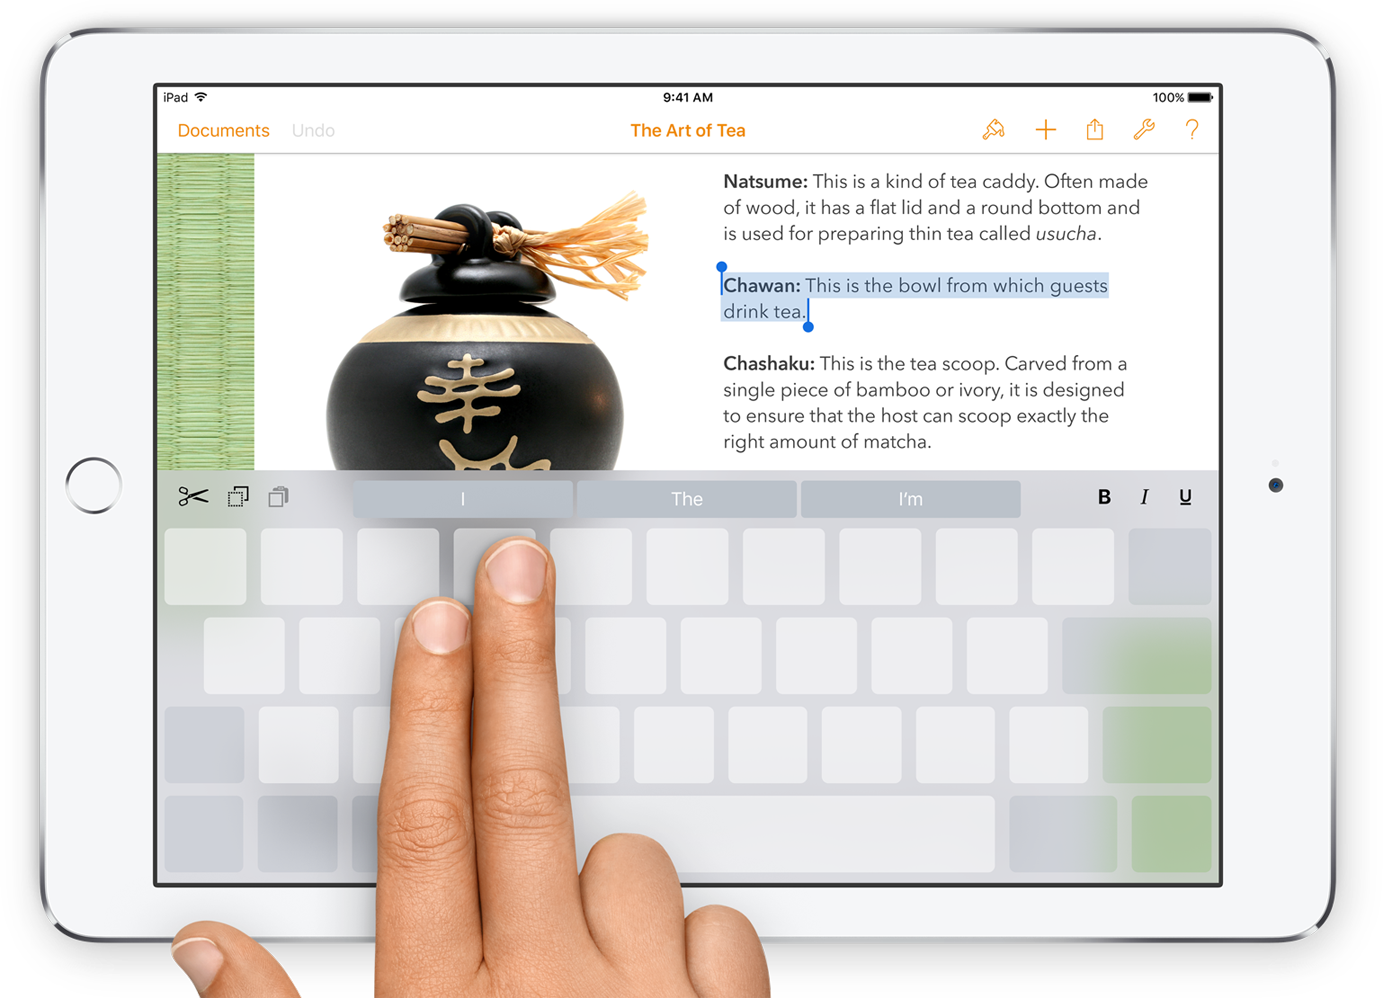 iPad 9:41 AM 100%
Documents Undo The Art of Tea ?
Natsume: This is a kind of tea caddy. Often made
of wood, it has a flat lid and a round bottom and
is used for preparing thin tea called usucha.
Chawan: This is the bowl from which guests
drink tea.
Chashaku: This is the tea scoop. Carved from a
single piece of bamboo or ivory, it is designed
to ensure that the host can scoop exactly the
right amount of matcha.
幸
I The I’m B I U